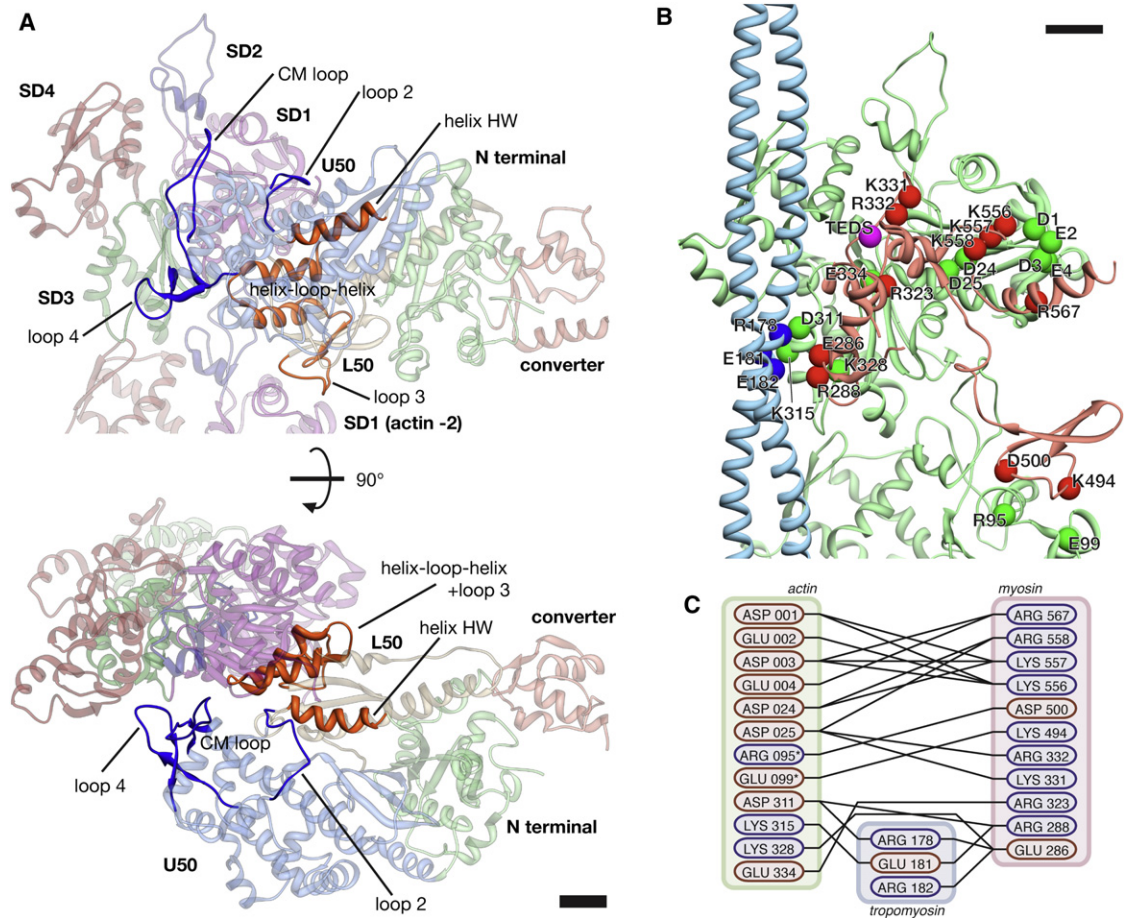 A
SD2
CM loop
SD4
SD1
loop 2
helix HW
U50
N terminal
helix-loop-helix
SD3
loop 4
L50
converter
loop 3
SD1 (actin -2)
90°
helix-loop-helix
+loop 3
converter
L50
helix HW
CM loop
loop 4
N terminal
U50
loop 2
B
K331
R332
K556
TEDS
K557
D1
K558
E2
D24
D3
E4
E334
D25
R323
R567
D311
R178
E286
E181
K328
E182
R288
K315
D500
K494
R95
E99
C
actin
myosin
ASP 001
ARG 567
GLU 002
ARG 558
ASP 003
LYS 557
GLU 004
LYS 556
ASP 024
ASP 500
ASP 025
LYS 494
ARG 095*
ARG 332
GLU 099*
LYS 331
ASP 311
ARG 323
LYS 315
ARG 178
ARG 288
LYS 328
GLU 181
GLU 286
GLU 334
ARG 182
tropomyosin